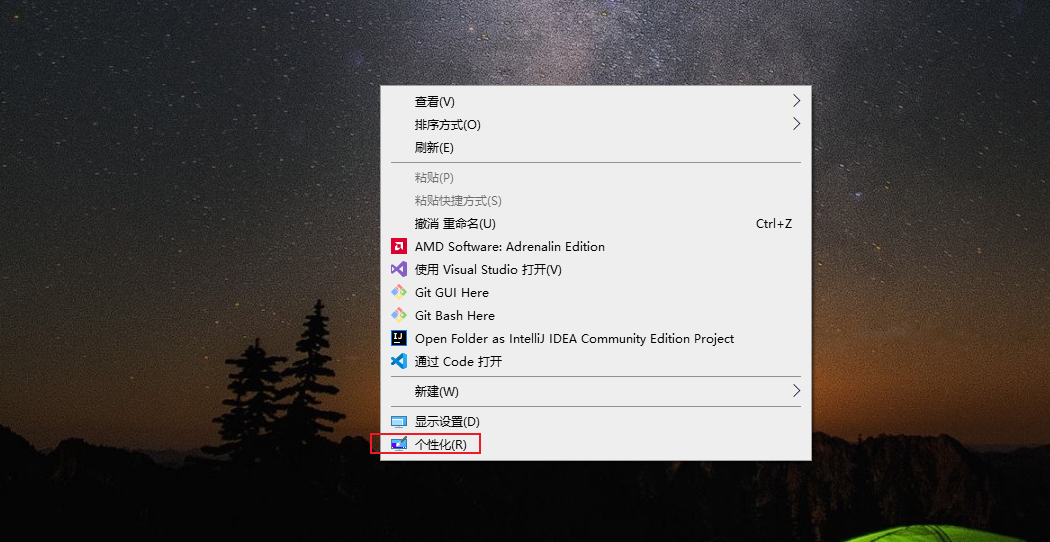 查看(V)
排序方式(O)
刷新(E)
粘贴(P)
粘贴快捷方式(S)
撤消 重命名(U) Ctrl+Z
AMD Software: Adrenalin Edition
使用 Visual Studio 打开(V)
Git GUI Here
Git Bash Here
Open Folder as IntelliJ IDEA Community Edition Project
通过 Code 打开
新建(W)
显示设置(D)
个性化(R)